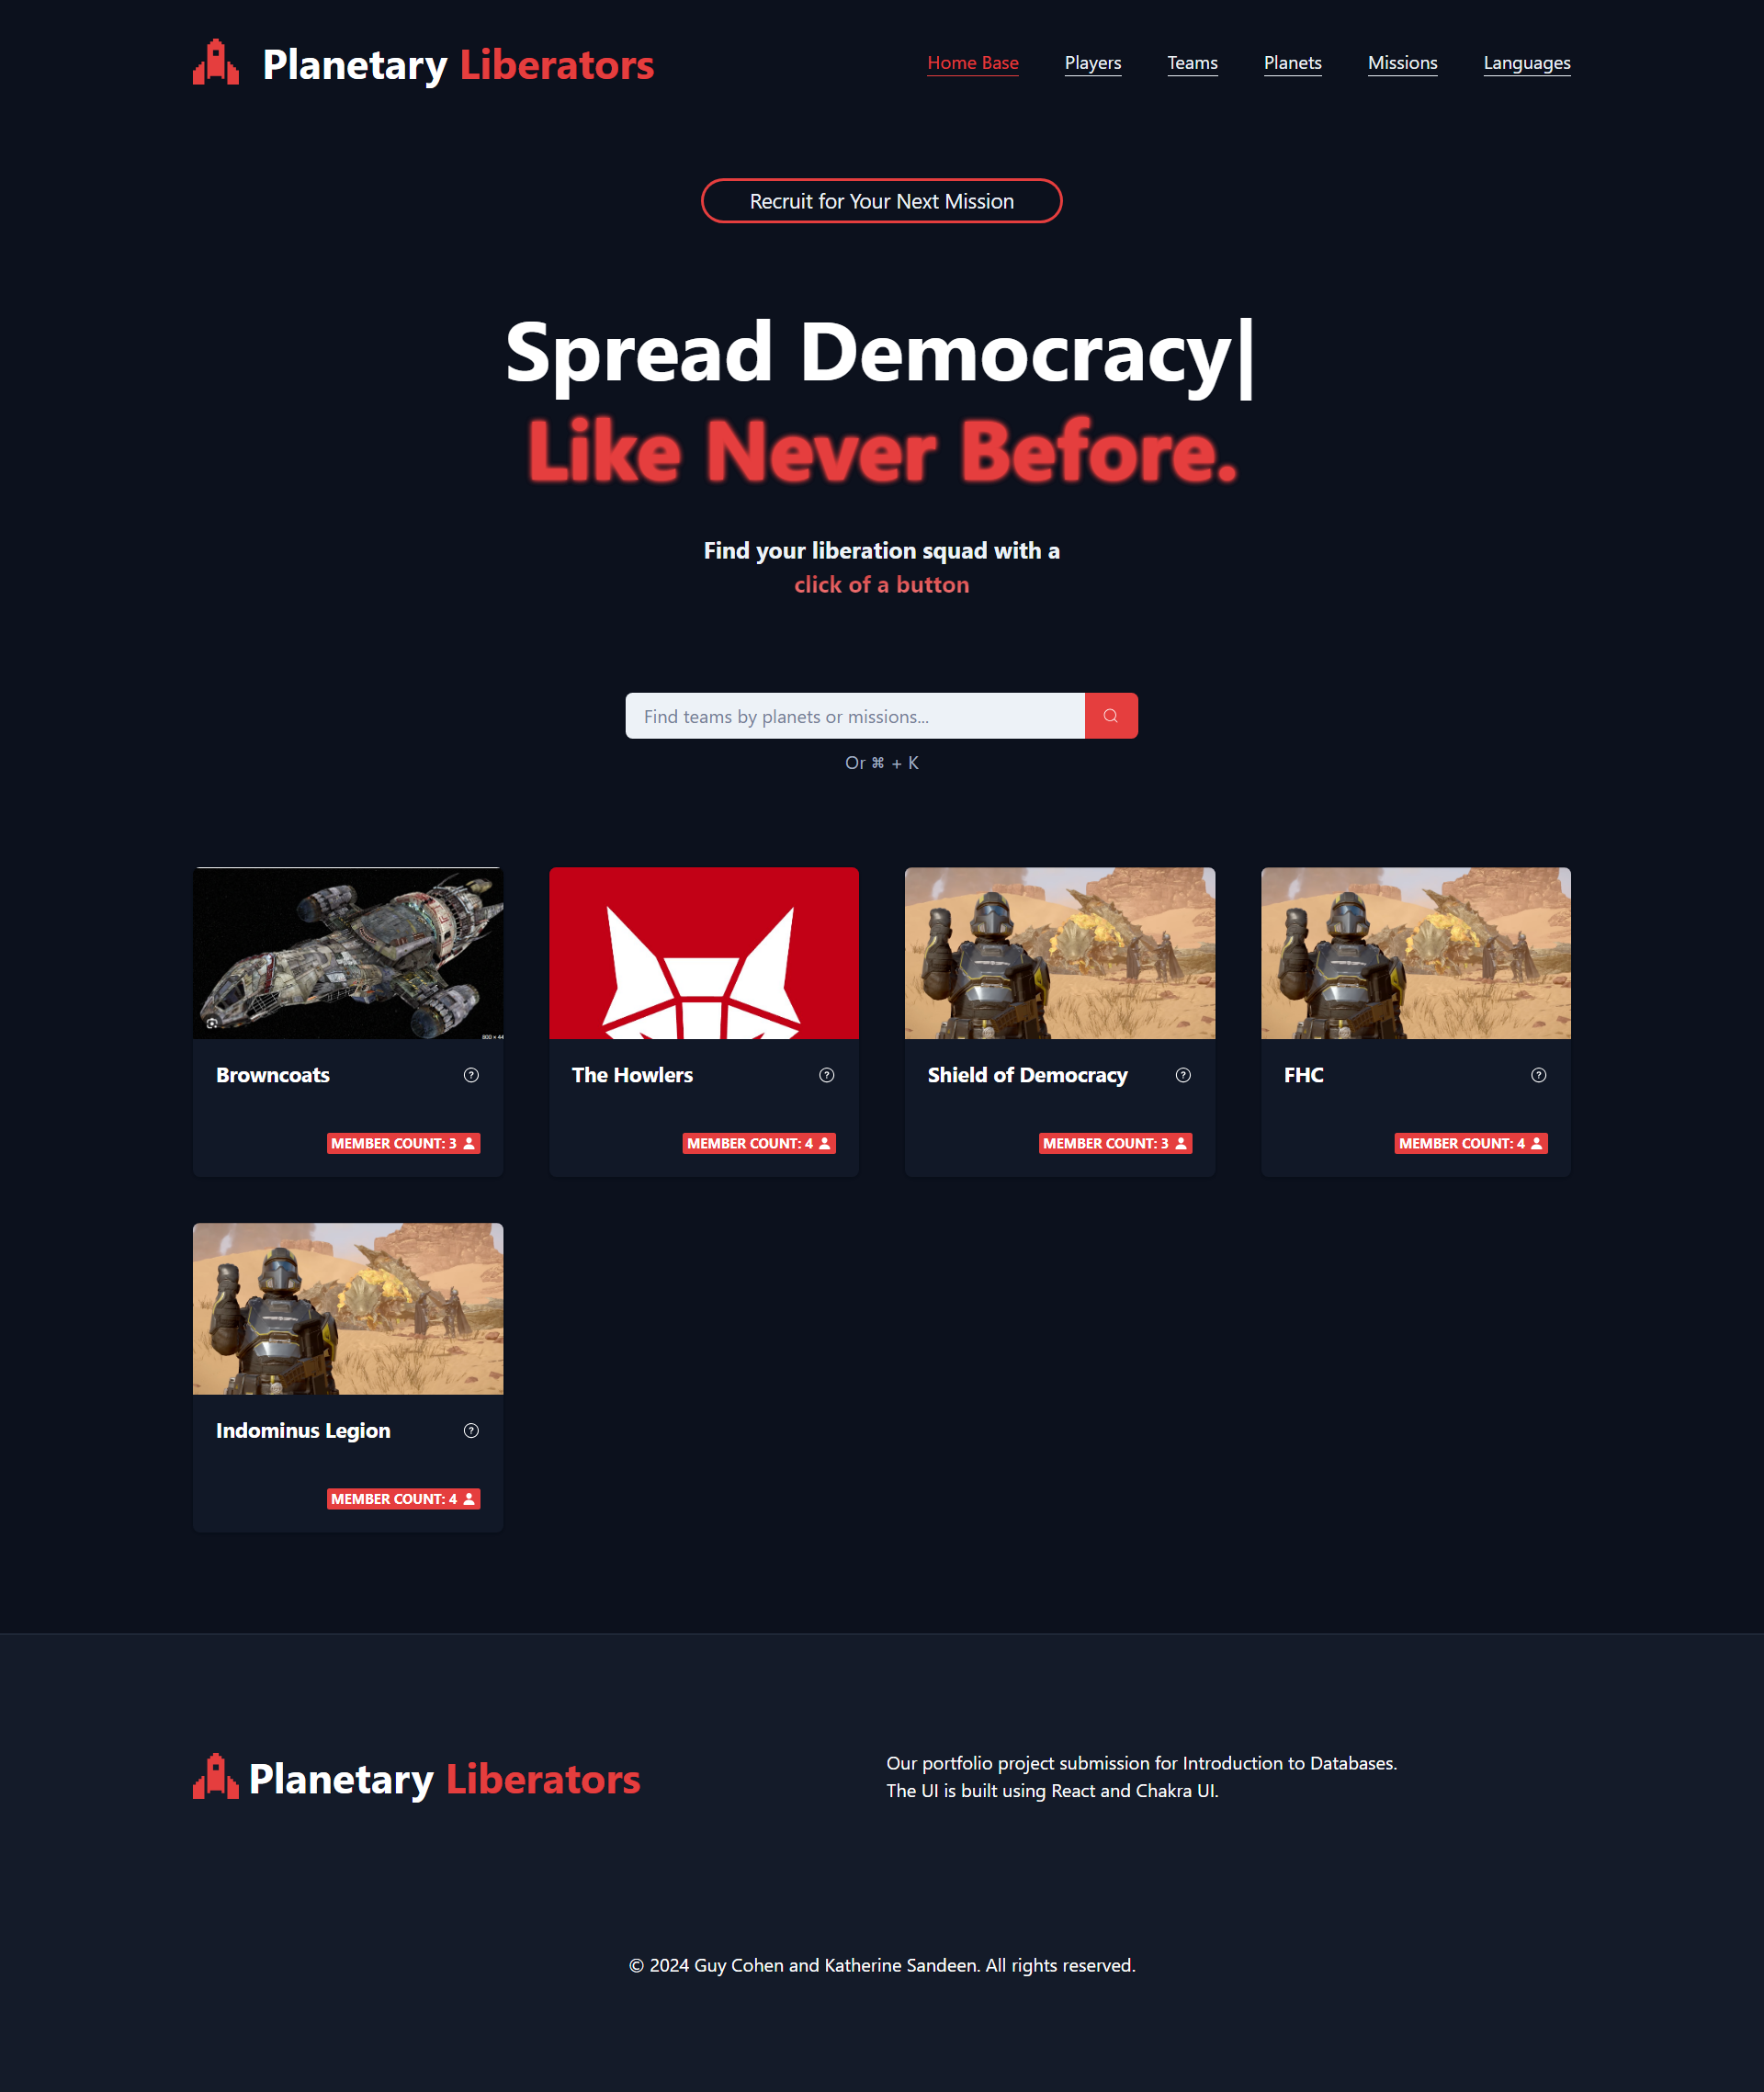 Planetary Liberators
Home Base
Players
Teams
Planets
Missions
Languages
Recruit for Your Next Mission
Spread Democracy|
Like Never Before.
Find your liberation squad with a
click of a button
Find teams by planets or missions...
Or ⌘ + K
800 × 44
Browncoats
MEMBER COUNT: 3
The Howlers
MEMBER COUNT: 4
Shield of Democracy
MEMBER COUNT: 3
FHC
MEMBER COUNT: 4
Indominus Legion
MEMBER COUNT: 4
Planetary Liberators
Our portfolio project submission for Introduction to Databases.
The UI is built using React and Chakra UI.
© 2024 Guy Cohen and Katherine Sandeen. All rights reserved.